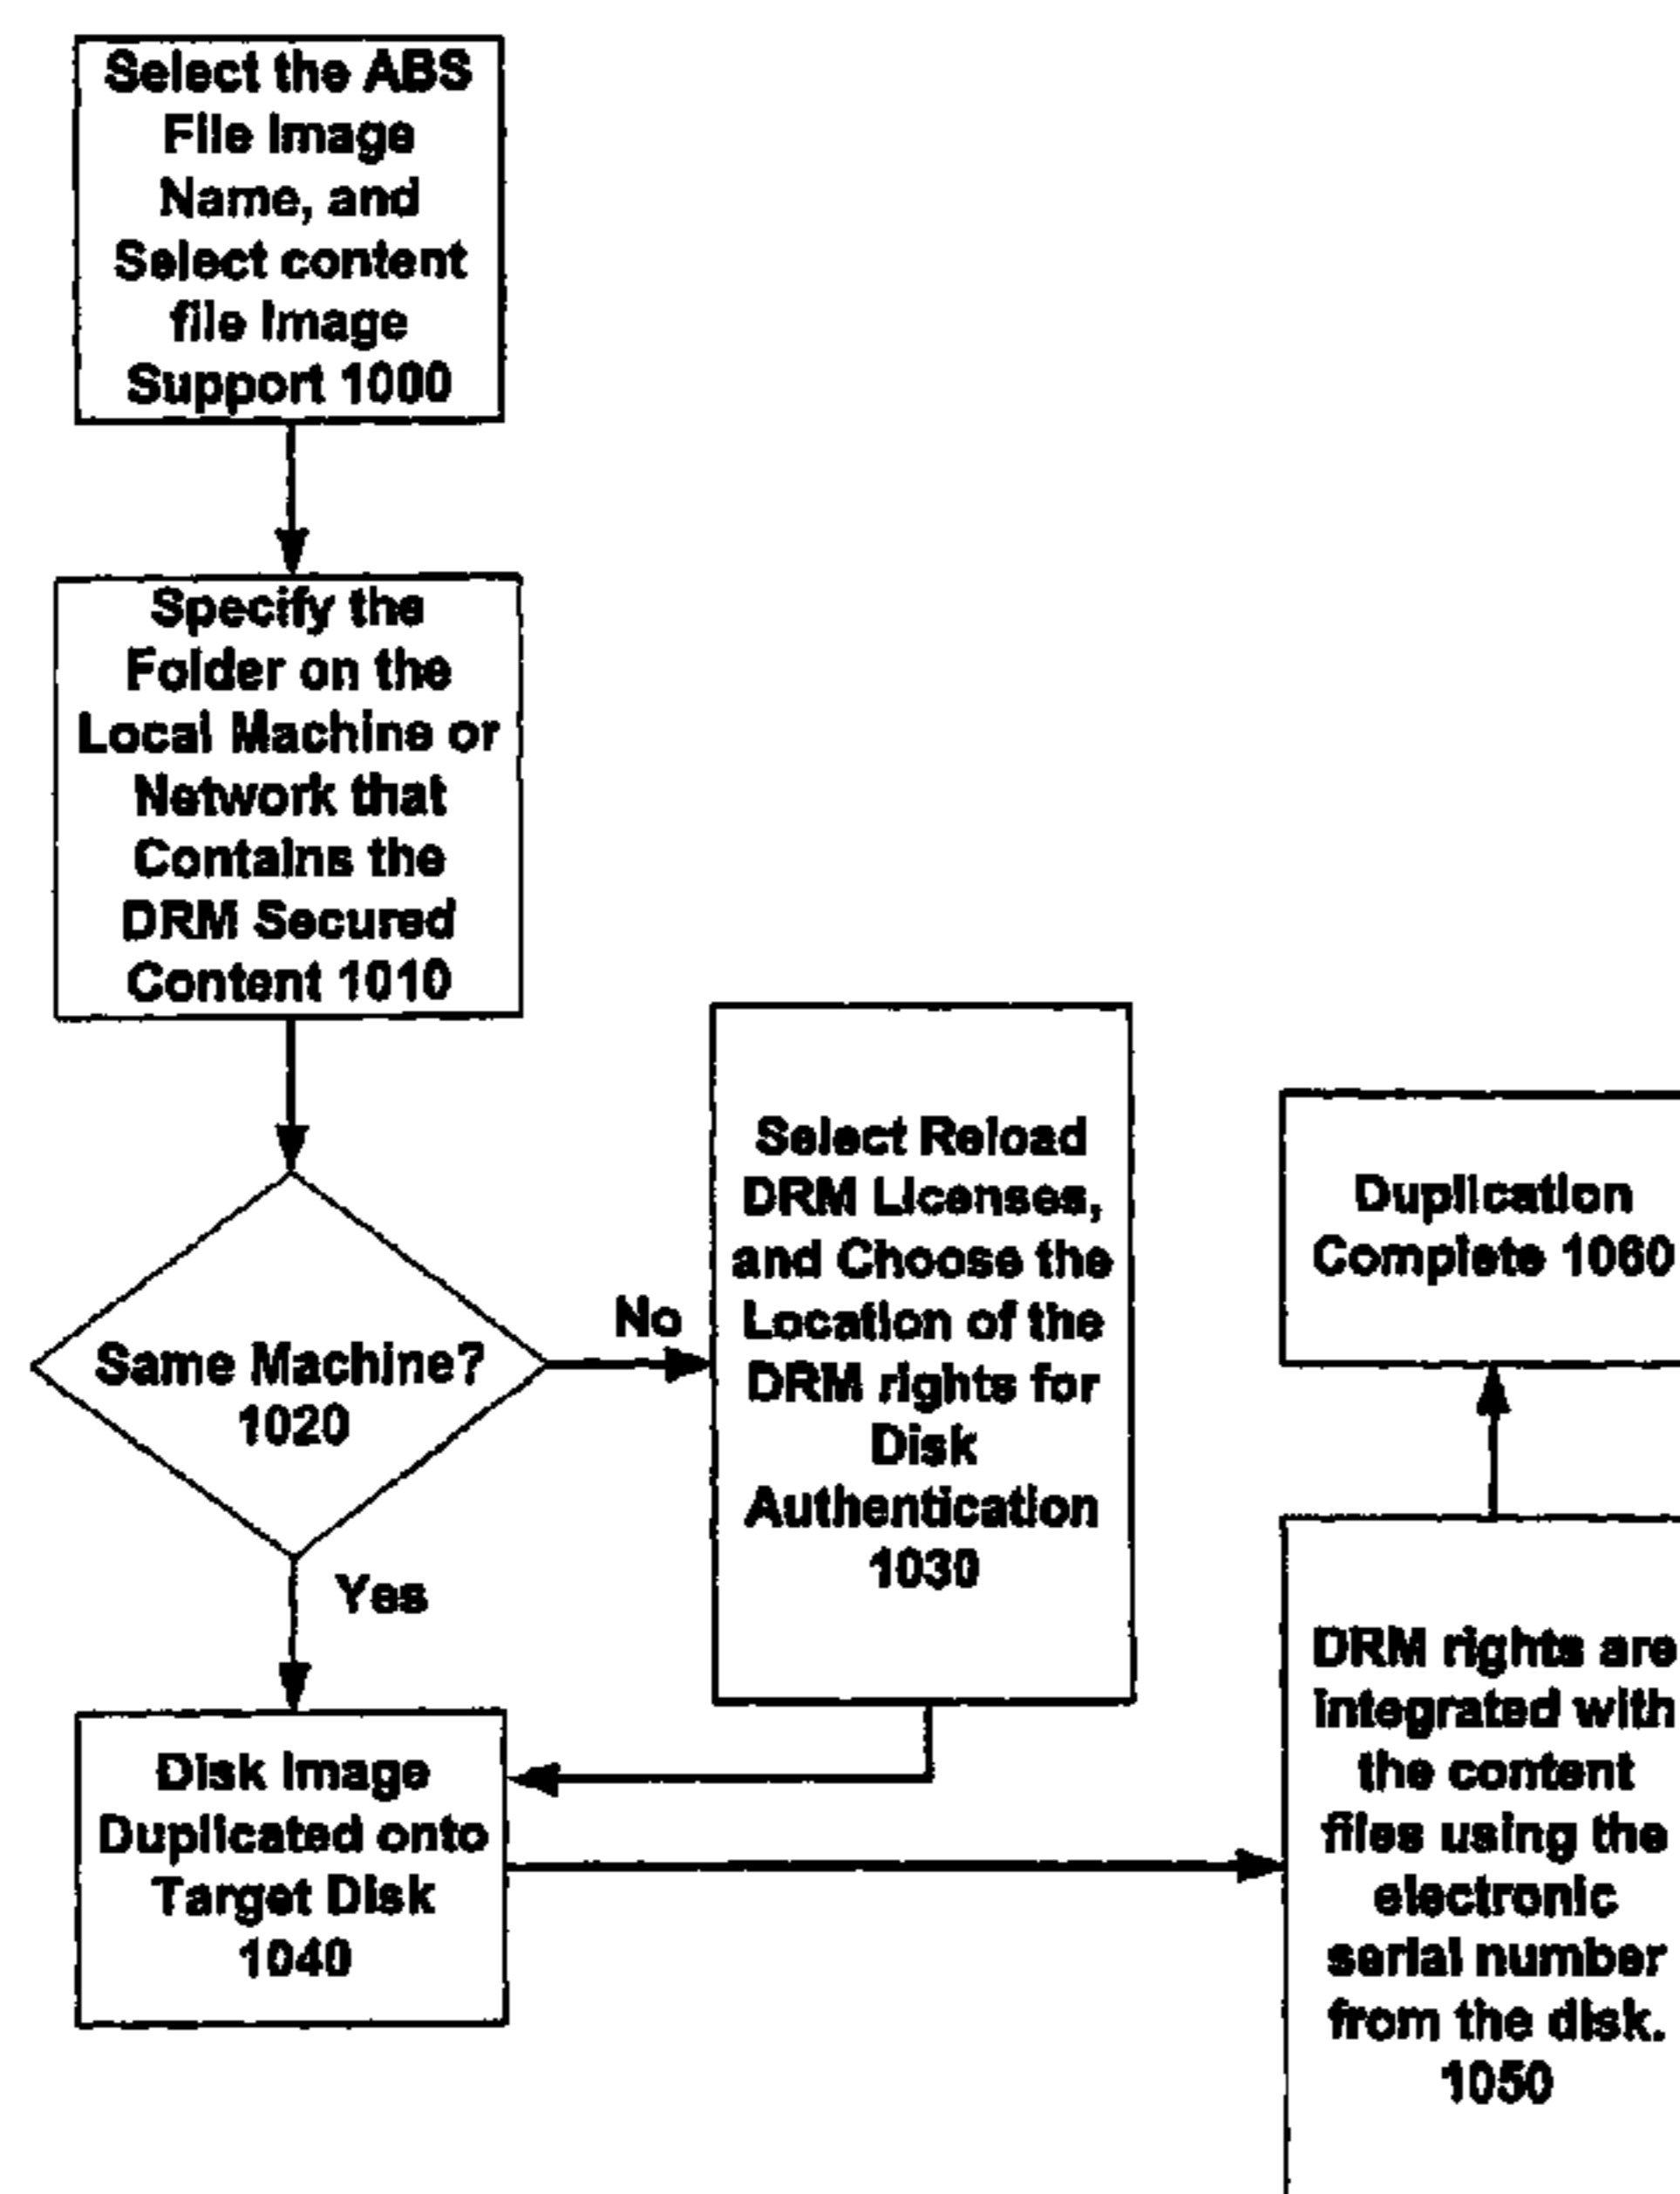 Select the ABS
File Image
Name, and
Select content
file Image
Support 1000
Specify the
Folder on the
Local Machine or
Network that
Contains the
DRM Secured
Content 1010
Same Machine?
1020
No
Yes
Select Reload
DRM Licenses,
and Choose the
Location of the
DRM rights for
Disk
Authentication
1030
Disk Image
Duplicated onto
Target Disk
1040
DRM rights are
integrated with
the content
files using the
electronic
serial number
from the disk.
1050
Duplication
Complete 1060